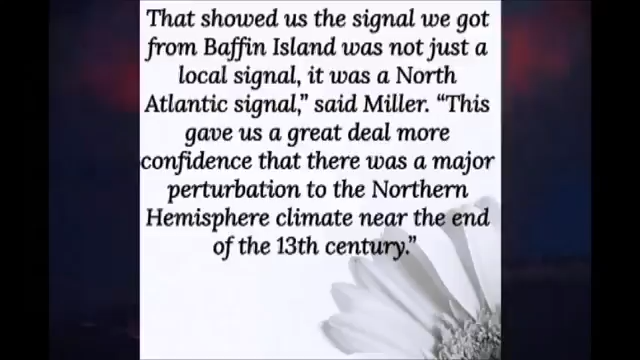 That showed us the signal we got
from Baffin Island was not just a
local signal, it was a North
Atlantic signal,” said Miller. “This
gave us a great deal more
confidence that there was a major
perturbation to the Northern
Hemisphere climate near the end
of the 13th century.”